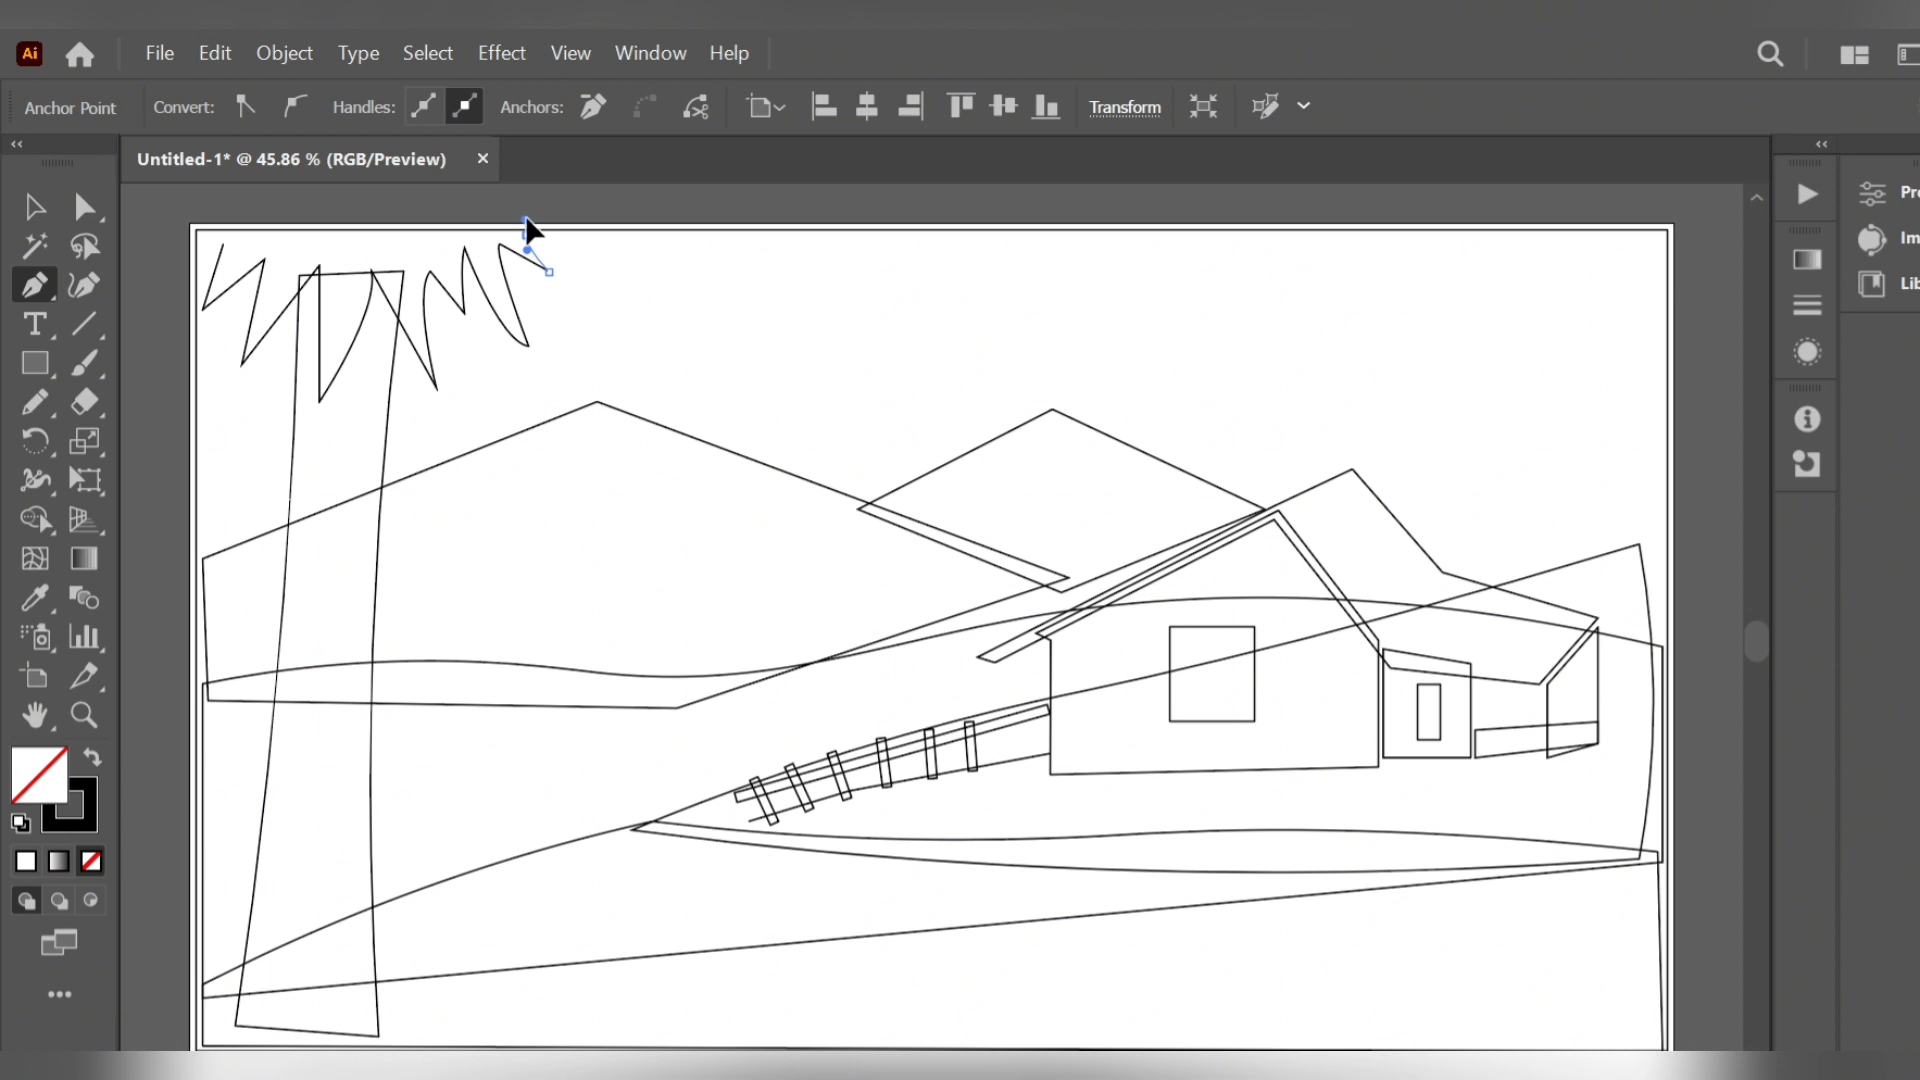 Ai File Edit Object Type Select Effect View Window Help
Anchor Point Convert: Handles: Anchors: Transform
Untitled-1* @ 45.86 % (RGB/Preview)
Pr
Im
Lib